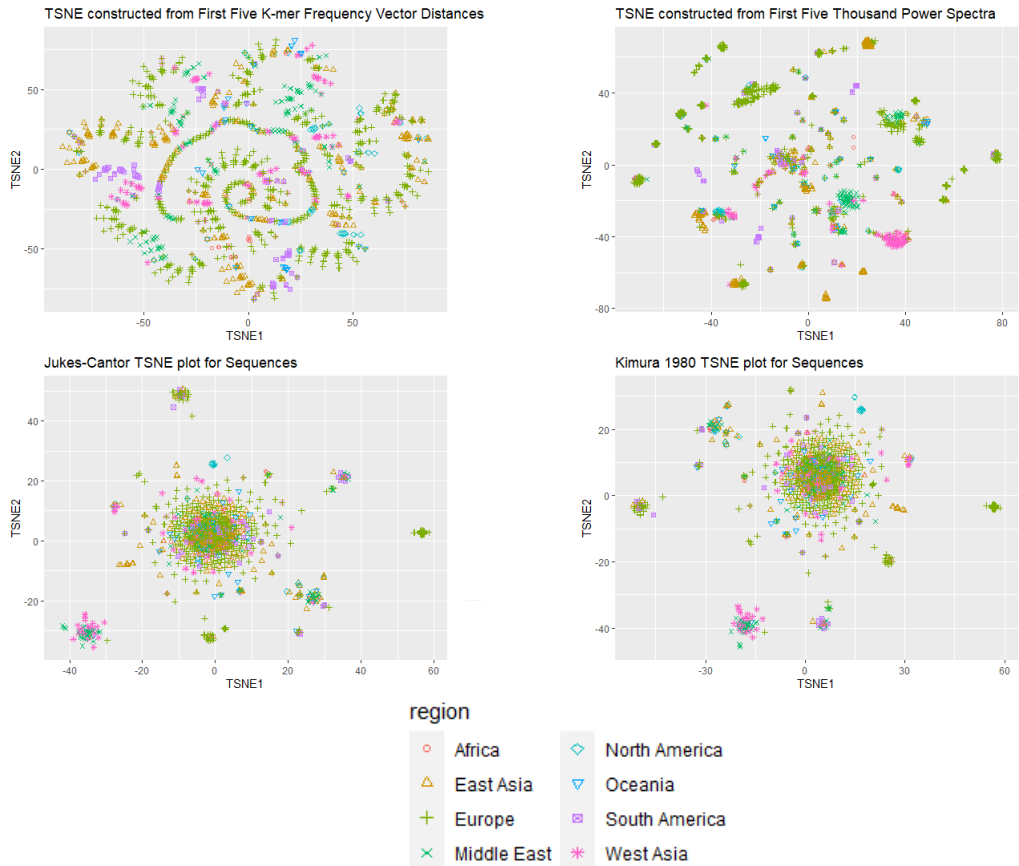 TSNE constructed from First Five K-mer Frequency Vector Distances
TSNE2
50
0
-50
-50
0
50
TSNE1
TSNE constructed from First Five Thousand Power Spectra
TSNE2
40
0
-40
-80
-40
0
40
80
TSNE1
Jukes-Cantor TSNE plot for Sequences
TSNE2
40
20
0
-20
-40
-20
0
20
40
60
TSNE1
Kimura 1980 TSNE plot for Sequences
TSNE2
20
0
-20
-40
-30
0
30
60
TSNE1
region
Africa
East Asia
Europe
Middle East
North America
Oceania
South America
West Asia